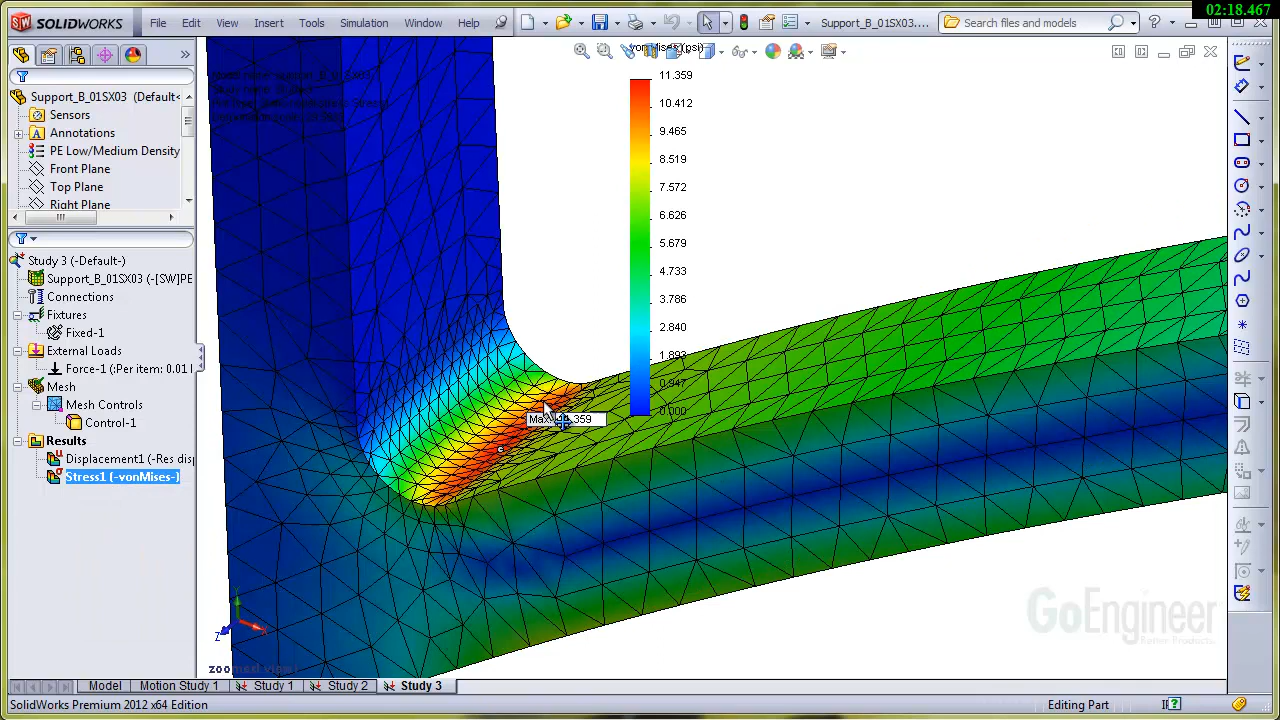 02:18.467
SOLIDWORKS File Edit View Insert Tools Simulation Window Help Support_B_01SX03.... Search files and models
vonMises (psi)
Support_B_01SX03 (Default<
Sensors
Annotations
PE Low/Medium Density
Front Plane
Top Plane
Right Plane
Study 3 (-Default-)
Support_B_01SX03 (-[SW]PE
Connections
Fixtures
Fixed-1
External Loads
Force-1 (:Per item: 0.01 l
Mesh
Mesh Controls
Control-1
Results
Displacement1 (-Res disp
Stress1 (-vonMises-)
11.359
10.412
9.465
8.519
7.572
6.626
5.679
4.733
3.786
2.840
1.893
0.947
0.000
GoEngineer
zoomed view1
Model Motion Study 1 Study 1 Study 2 Study 3
SolidWorks Premium 2012 x64 Edition Editing Part